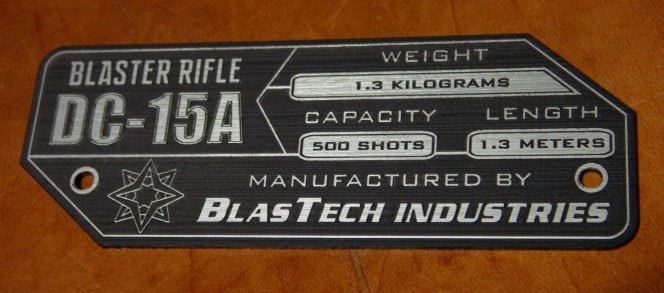 BLASTER RIFLE
DC-15A
WEIGHT
1.3 KILOGRAMS
CAPACITY
500 SHOTS
LENGTH
1.3 METERS
MANUFACTURED BY
BLASTECH INDUSTRIES